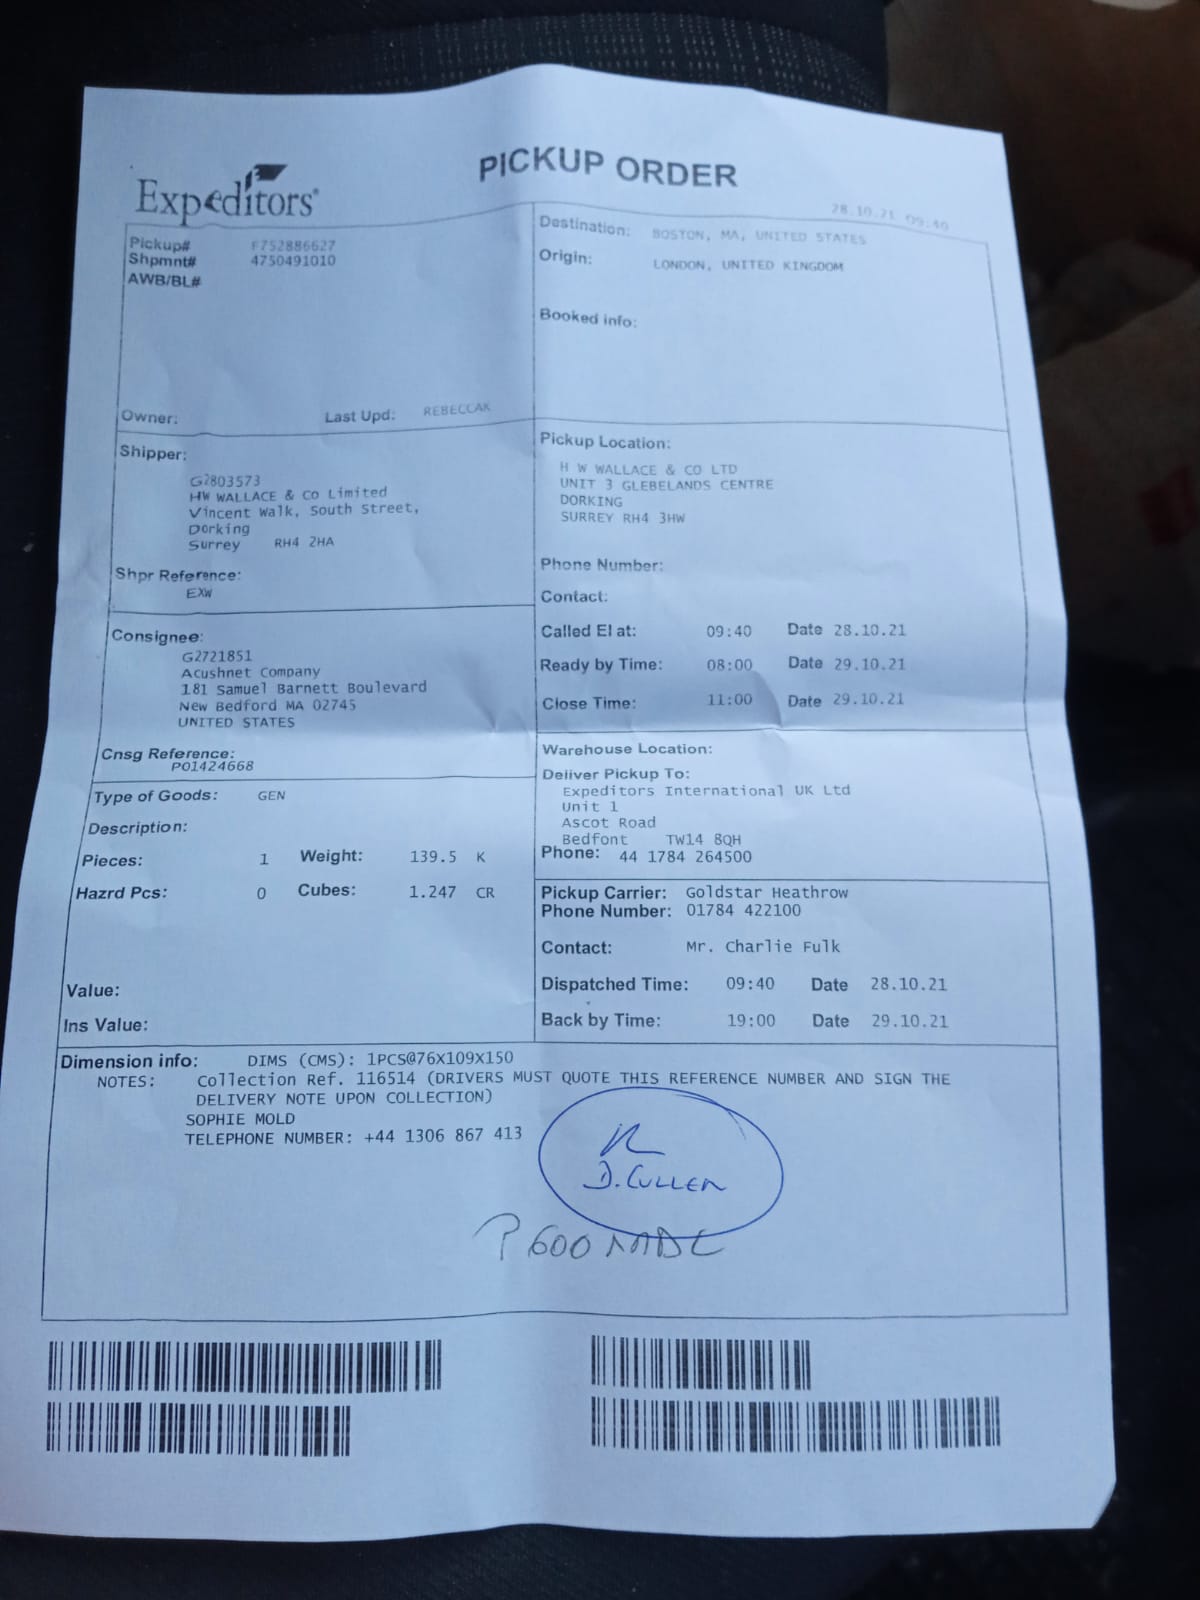 Expeditors®
PICKUP ORDER
28.10.21 09:40
Pickup# F752886627
Shpmnt# 4750491010
AWB/BL#
Owner: Last Upd: REBECCAK
Destination: BOSTON, MA, UNITED STATES
Origin: LONDON, UNITED KINGDOM
Booked info:
Shipper:
G2803573
HW WALLACE & Co Limited
Vincent Walk, South Street,
Dorking
Surrey RH4 2HA
Shpr Reference:
EXW
Pickup Location:
H W WALLACE & CO LTD
UNIT 3 GLEBELANDS CENTRE
DORKING
SURREY RH4 3HW
Phone Number:
Contact:
Called EI at: 09:40 Date 28.10.21
Ready by Time: 08:00 Date 29.10.21
Close Time: 11:00 Date 29.10.21
Consignee:
G2721851
Acushnet Company
181 Samuel Barnett Boulevard
New Bedford MA 02745
UNITED STATES
Cnsg Reference:
PO1424668
Warehouse Location:
Deliver Pickup To:
Expeditors International UK Ltd
Unit 1
Ascot Road
Bedfont TW14 8QH
Phone: 44 1784 264500
Type of Goods: GEN
Description:
Pieces: 1 Weight: 139.5 K
Hazrd Pcs: 0 Cubes: 1.247 CR
Value:
Ins Value:
Pickup Carrier: Goldstar Heathrow
Phone Number: 01784 422100
Contact: Mr. Charlie Fulk
Dispatched Time: 09:40 Date 28.10.21
Back by Time: 19:00 Date 29.10.21
Dimension info: DIMS (CMS): 1PCS@76X109X150
NOTES: Collection Ref. 116514 (DRIVERS MUST QUOTE THIS REFERENCE NUMBER AND SIGN THE
DELIVERY NOTE UPON COLLECTION)
SOPHIE MOLD
TELEPHONE NUMBER: +44 1306 867 413
D. CULLEN
600